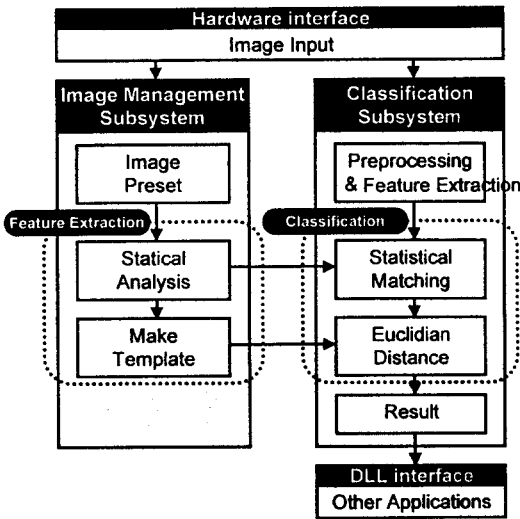 Hardware interface
Image Input
Image Management
Subsystem
Image
Preset
Feature Extraction
Statical
Analysis
Make
Template
Classification
Subsystem
Preprocessing
& Feature Extraction
Classification
Statistical
Matching
Euclidian
Distance
Result
DLL interface
Other Applications